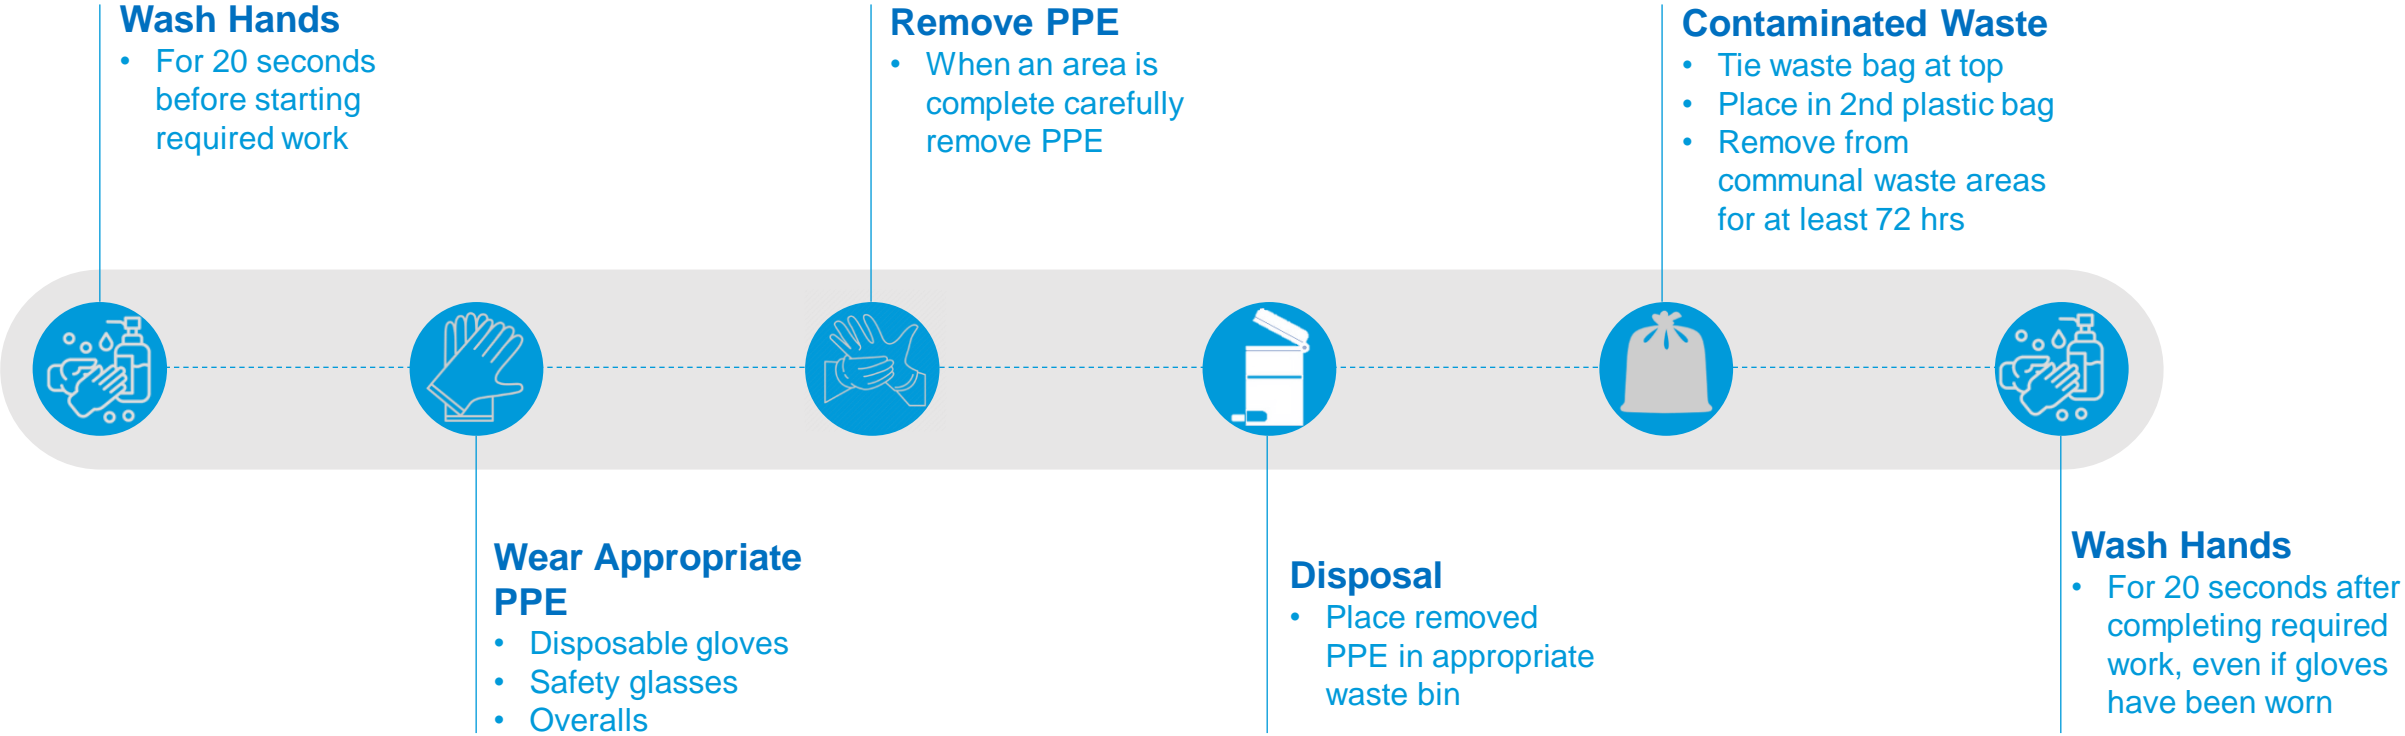 Wash Hands
• For 20 seconds
before starting
required work
Wear Appropriate
PPE
• Disposable gloves
• Safety glasses
• Overalls
Remove PPE
• When an area is
complete carefully
remove PPE
Disposal
• Place removed
PPE in appropriate
waste bin
Contaminated Waste
• Tie waste bag at top
• Place in 2nd plastic bag
• Remove from
communal waste areas
for at least 72 hrs
Wash Hands
• For 20 seconds after
completing required
work, even if gloves
have been worn